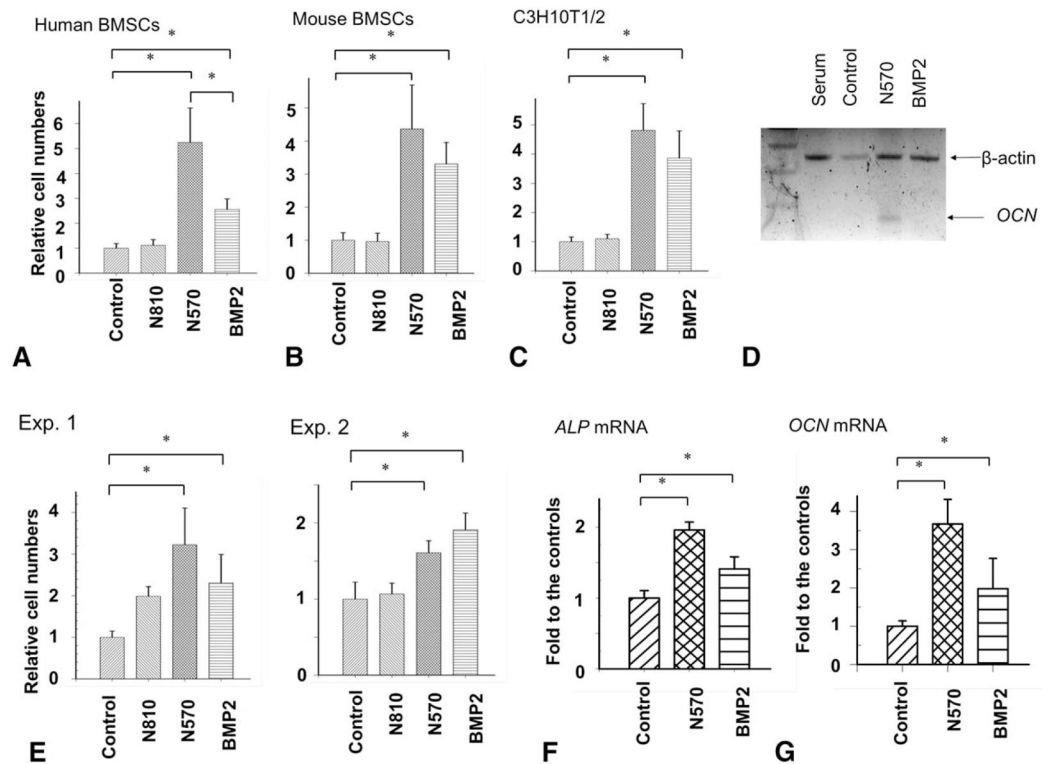 Human BMSCs
*
*
*
Relative cell numbers
6
5
4
3
2
1
0
Control
N810
N570
BMP2
A
Mouse BMSCs
*
*
5
4
3
2
1
0
Control
N810
N570
BMP2
B
C3H10T1/2
*
*
5
4
3
2
1
0
Control
N810
N570
BMP2
C
Serum
Control
N570
BMP2
β-actin
OCN
D
Exp. 1
*
*
Relative cell numbers
4
3
2
1
0
Control
N810
N570
BMP2
E
Exp. 2
*
*
2
1
0
Control
N810
N570
BMP2
ALP mRNA
*
*
Fold to the controls
2
1
0
Control
N570
BMP2
F
OCN mRNA
*
*
Fold to the controls
4
3
2
1
0
Control
N570
BMP2
G